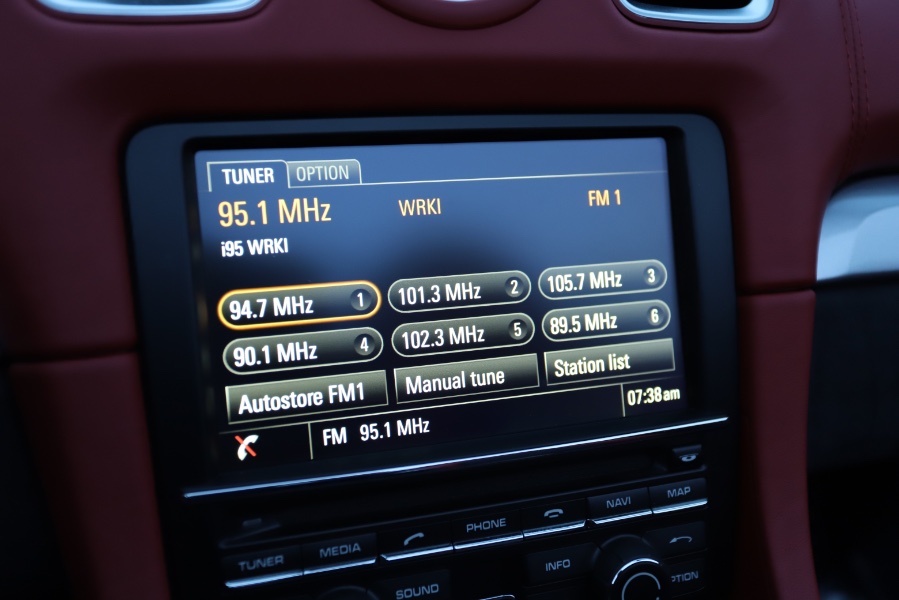 TUNER OPTION
95.1 MHz WRKI FM 1
i95 WRKI
94.7 MHz 1 101.3 MHz 2 105.7 MHz 3
90.1 MHz 4 102.3 MHz 5 89.5 MHz 6
Autostore FM1 Manual tune Station list
FM 95.1 MHz 07:38 am
TUNER MEDIA PHONE NAVI MAP
SOUND INFO OPTION